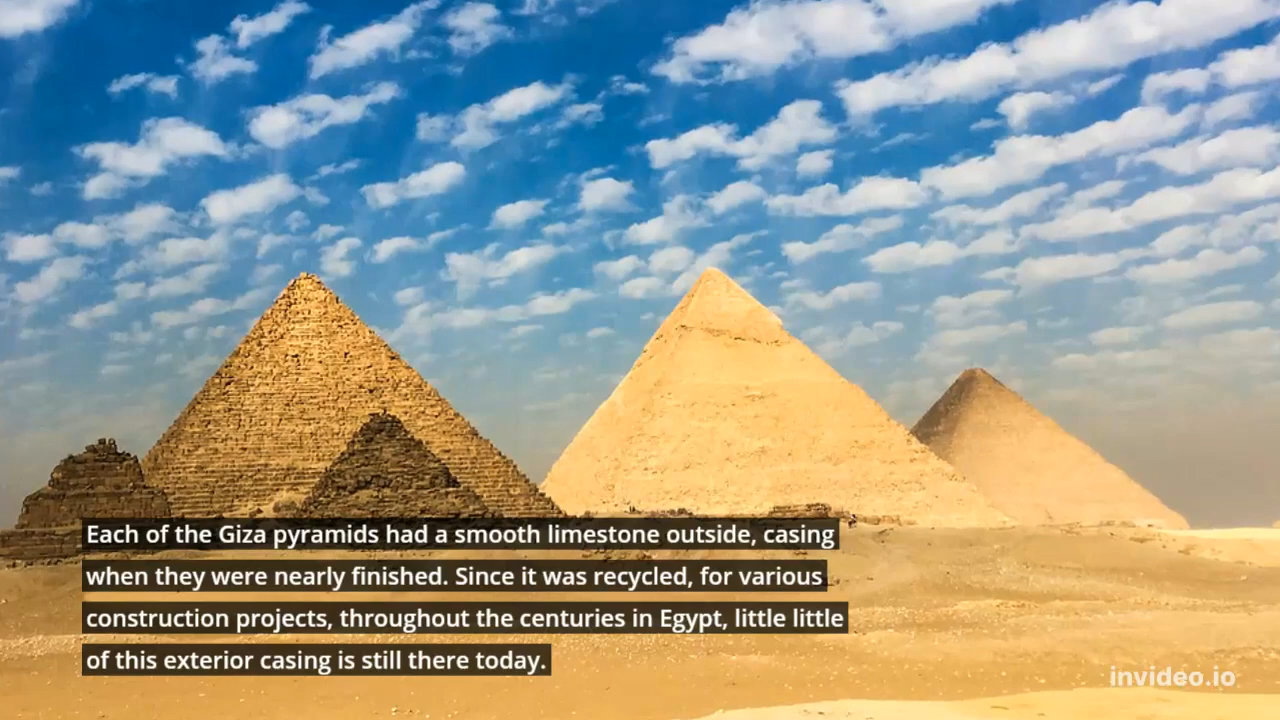 Each of the Giza pyramids had a smooth limestone outside, casing
when they were nearly finished. Since it was recycled, for various
construction projects, throughout the centuries in Egypt, little little
of this exterior casing is still there today.
invideo.io